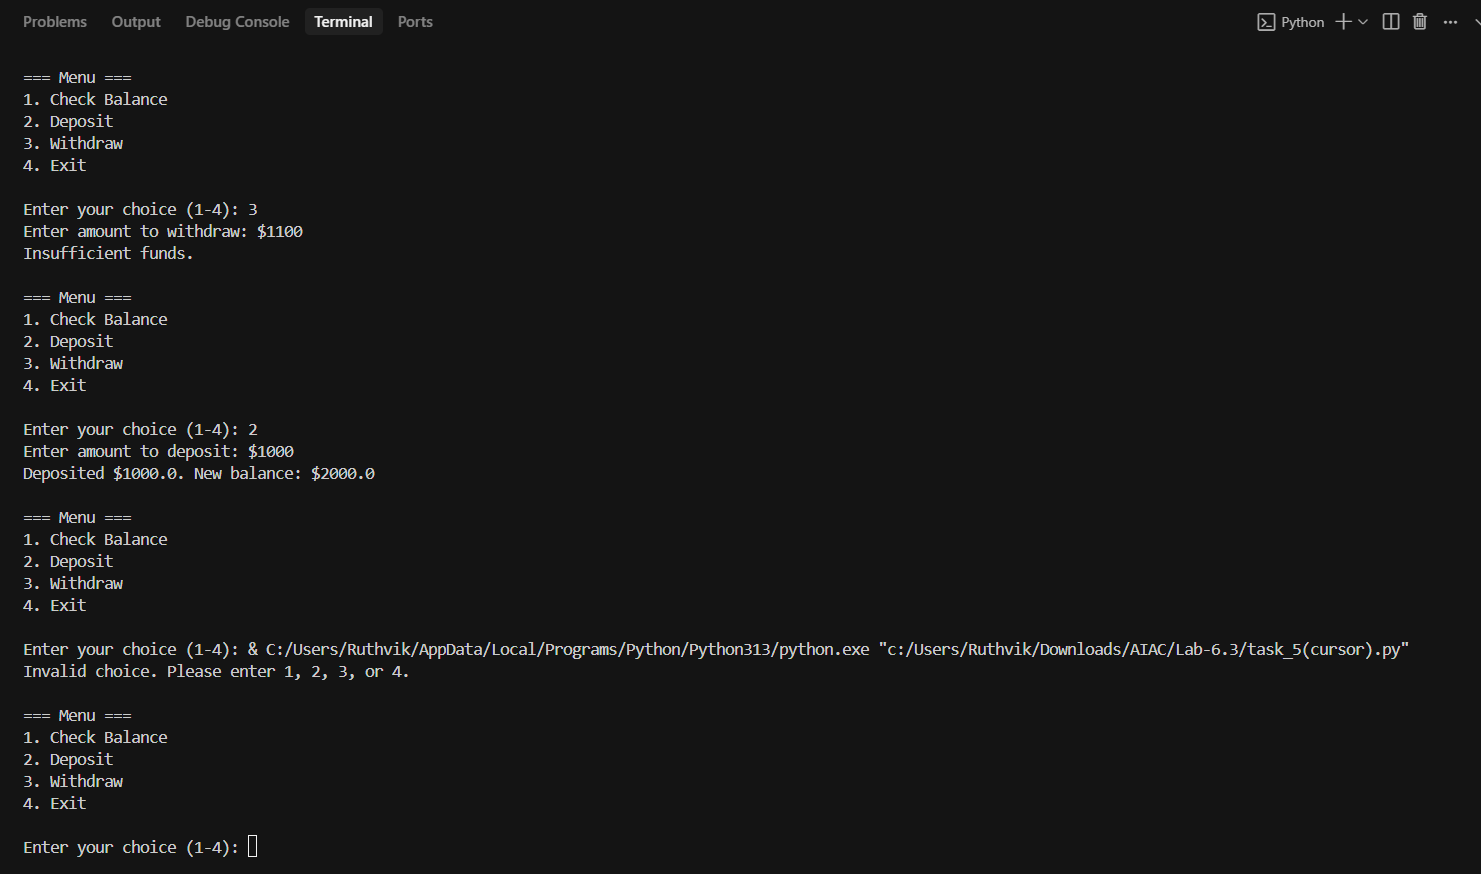 Problems Output Debug Console Terminal Ports Python
=== Menu ===
1. Check Balance
2. Deposit
3. Withdraw
4. Exit
Enter your choice (1-4): 3
Enter amount to withdraw: $1100
Insufficient funds.
=== Menu ===
1. Check Balance
2. Deposit
3. Withdraw
4. Exit
Enter your choice (1-4): 2
Enter amount to deposit: $1000
Deposited $1000.0. New balance: $2000.0
=== Menu ===
1. Check Balance
2. Deposit
3. Withdraw
4. Exit
Enter your choice (1-4): & C:/Users/Ruthvik/AppData/Local/Programs/Python/Python313/python.exe "c:/Users/Ruthvik/Downloads/AIAC/Lab-6.3/task_5(cursor).py"
Invalid choice. Please enter 1, 2, 3, or 4.
=== Menu ===
1. Check Balance
2. Deposit
3. Withdraw
4. Exit
Enter your choice (1-4):